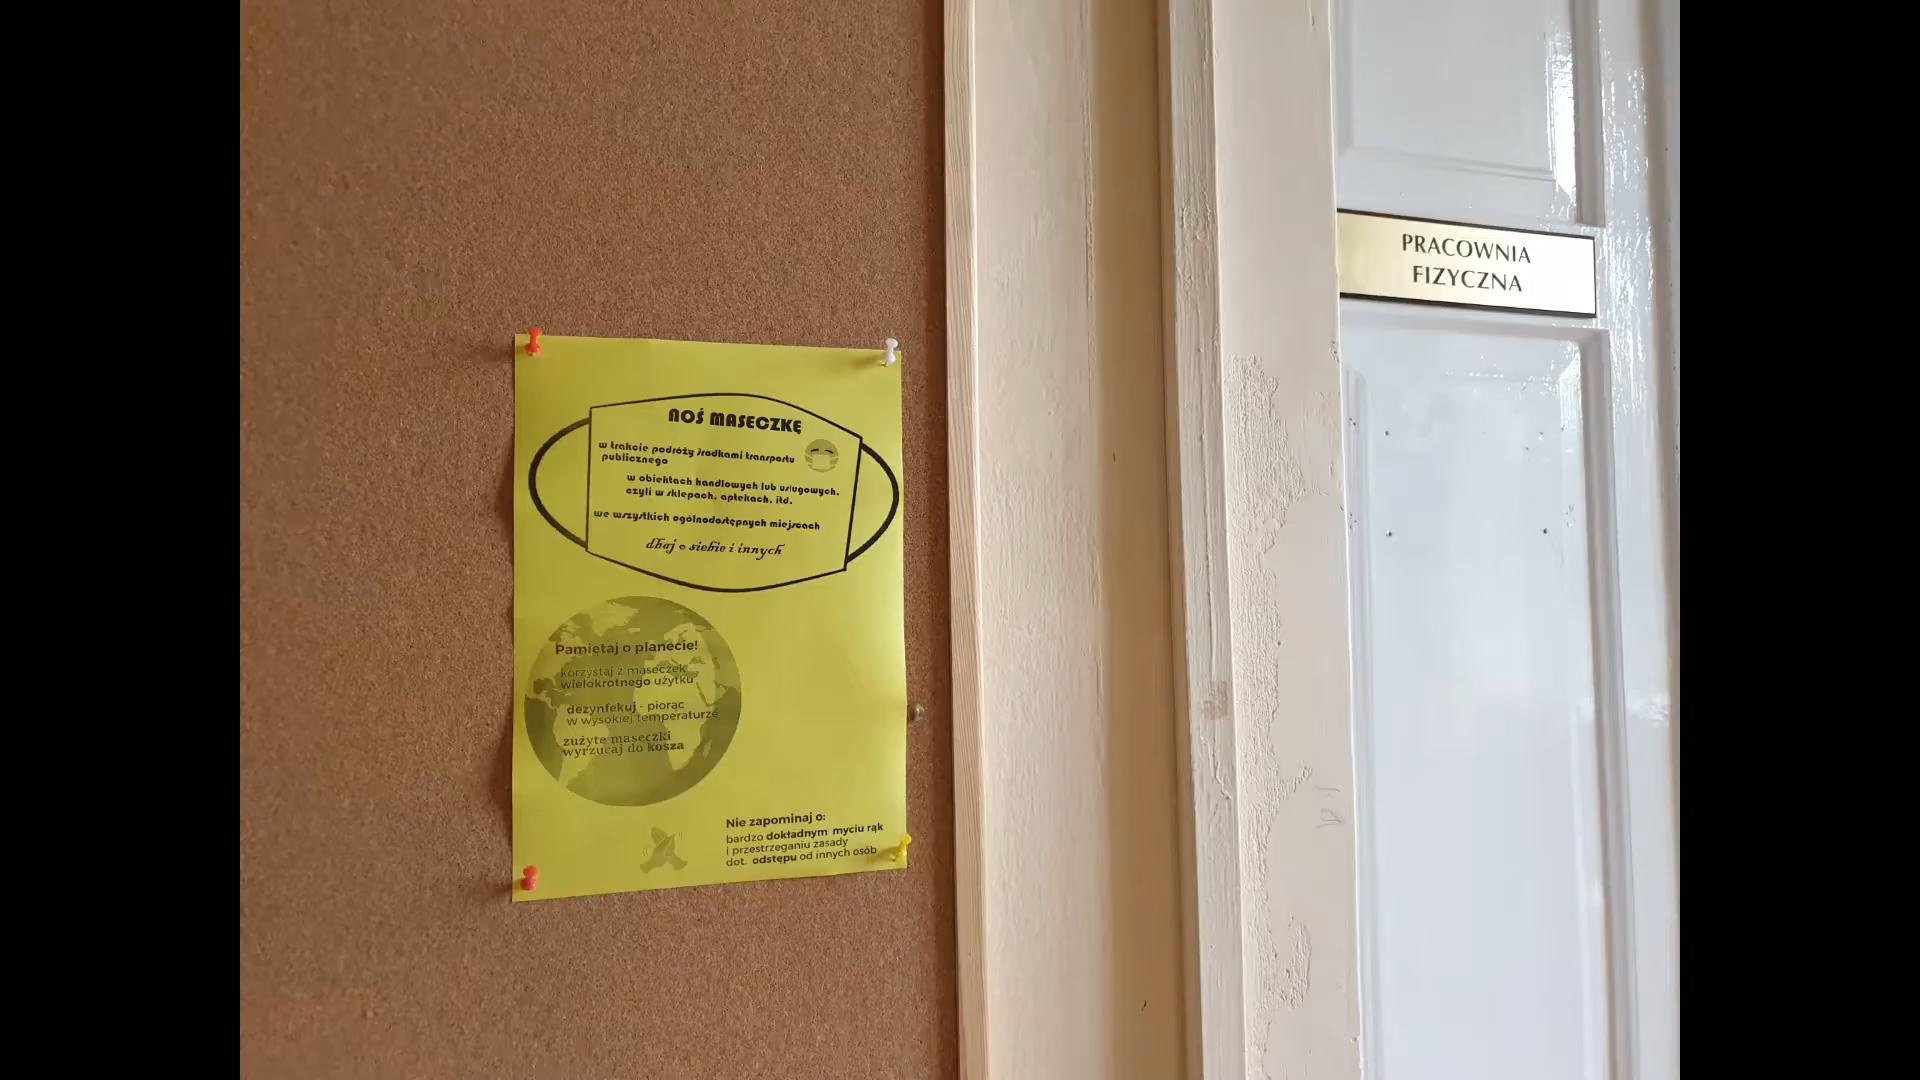 NOŚ MASECZKĘ
w trakcie podróży środkami transportu
publicznego
w obiektach handlowych lub usługowych,
czyli w sklepach, aptekach, itd.
we wszystkich ogólnodostępnych miejscach
dbaj o siebie i innych
Pamiętaj o planecie!
korzystaj z maseczek
wielokrotnego użytku
dezynfekuj - piorąc
w wysokiej temperaturze
zużyte maseczki
wyrzucaj do kosza
Nie zapominaj o:
bardzo dokładnym myciu rąk
i przestrzeganiu zasady
dot. odstępu od innych osób
PRACOWNIA
FIZYCZNA